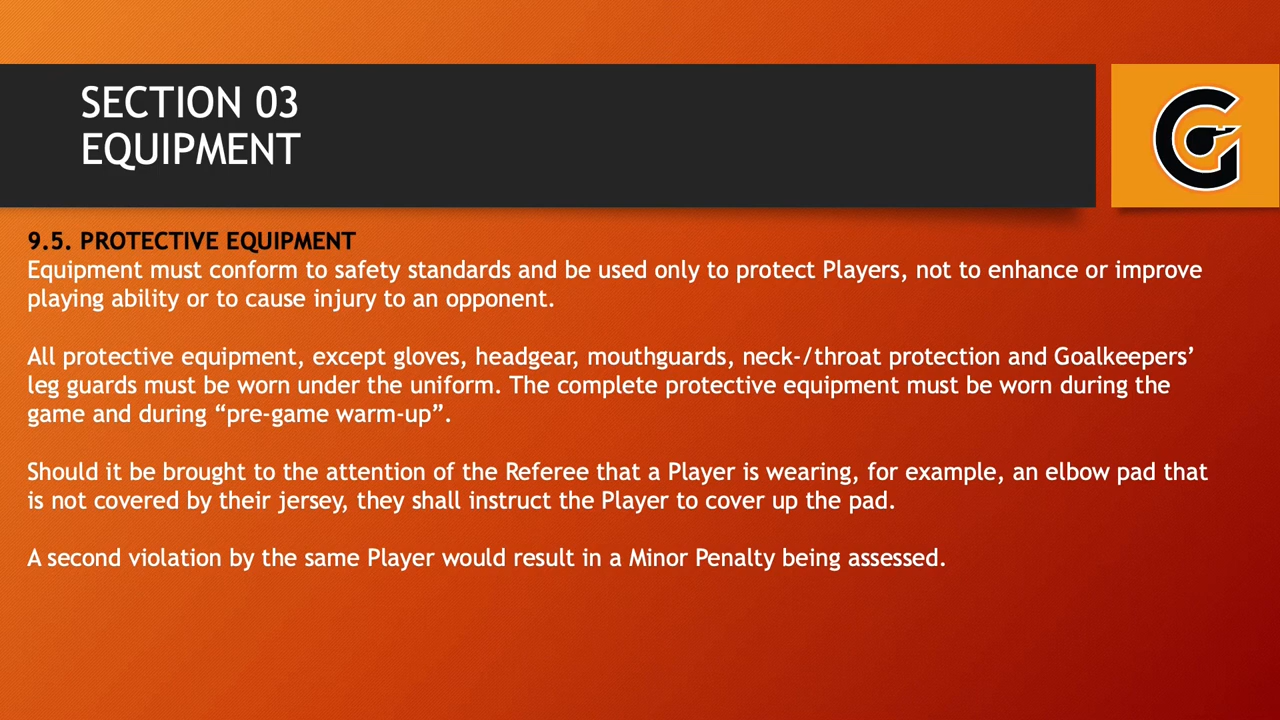 SECTION 03
EQUIPMENT
G
9.5. PROTECTIVE EQUIPMENT
Equipment must conform to safety standards and be used only to protect Players, not to enhance or improve
playing ability or to cause injury to an opponent.
All protective equipment, except gloves, headgear, mouthguards, neck-/throat protection and Goalkeepers’
leg guards must be worn under the uniform. The complete protective equipment must be worn during the
game and during “pre-game warm-up”.
Should it be brought to the attention of the Referee that a Player is wearing, for example, an elbow pad that
is not covered by their jersey, they shall instruct the Player to cover up the pad.
A second violation by the same Player would result in a Minor Penalty being assessed.